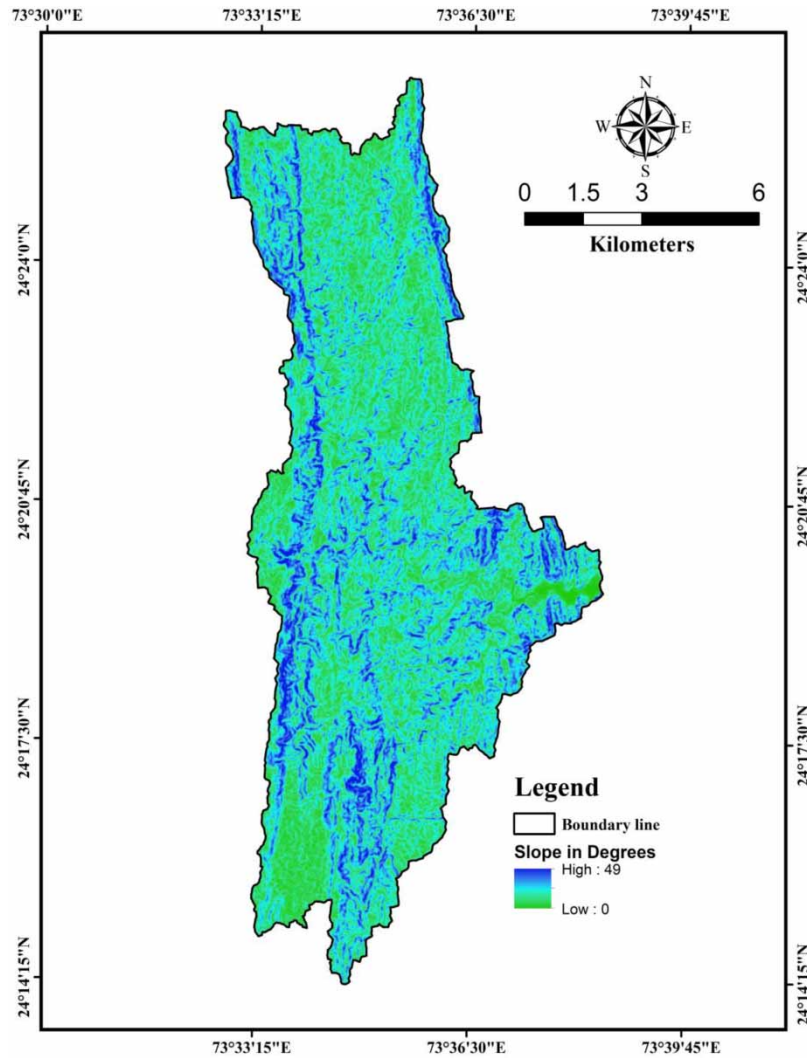 73°30'0"E 73°33'15"E 73°36'30"E 73°39'45"E
N
W E
S
0 1.5 3 6
Kilometers
24°24'0"N 24°24'0"N
24°20'45"N 24°20'45"N
24°17'30"N 24°17'30"N
Legend
Boundary line
Slope in Degrees
High : 49
Low : 0
24°14'15"N 24°14'15"N
73°33'15"E 73°36'30"E 73°39'45"E